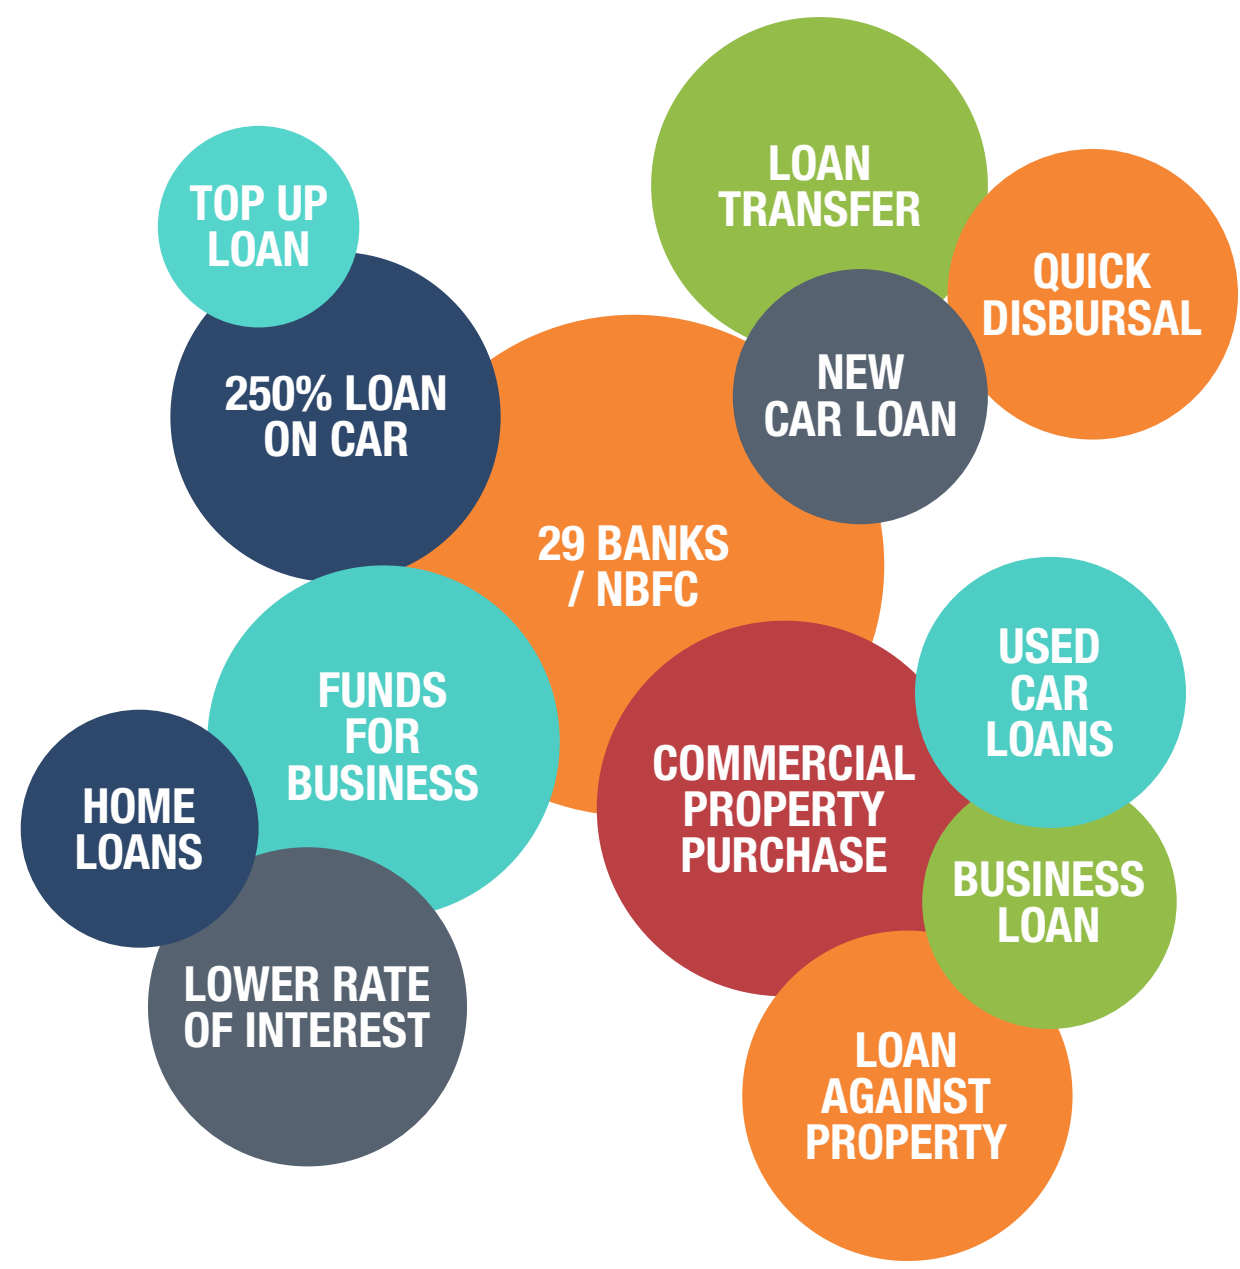 LOAN
TRANSFER
TOP UP
LOAN
QUICK
DISBURSAL
250% LOAN
ON CAR
NEW
CAR LOAN
29 BANKS
/ NBFC
USED
CAR
LOANS
FUNDS
FOR
BUSINESS
COMMERCIAL
PROPERTY
PURCHASE
HOME
LOANS
BUSINESS
LOAN
LOWER RATE
OF INTEREST
LOAN
AGAINST
PROPERTY